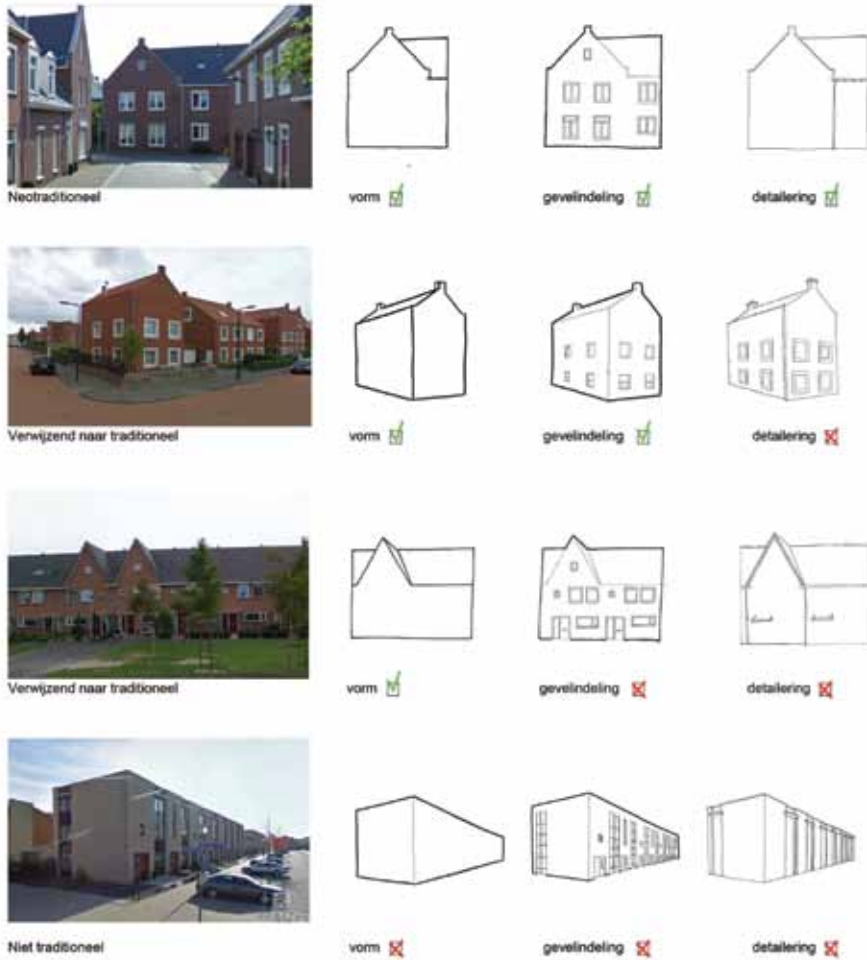 Neotraditioneel vorm gevelindeling detailering
Verwijzend naar traditioneel vorm gevelindeling detailering
Verwijzend naar traditioneel vorm gevelindeling detailering
Niet traditioneel vorm gevelindeling detailering